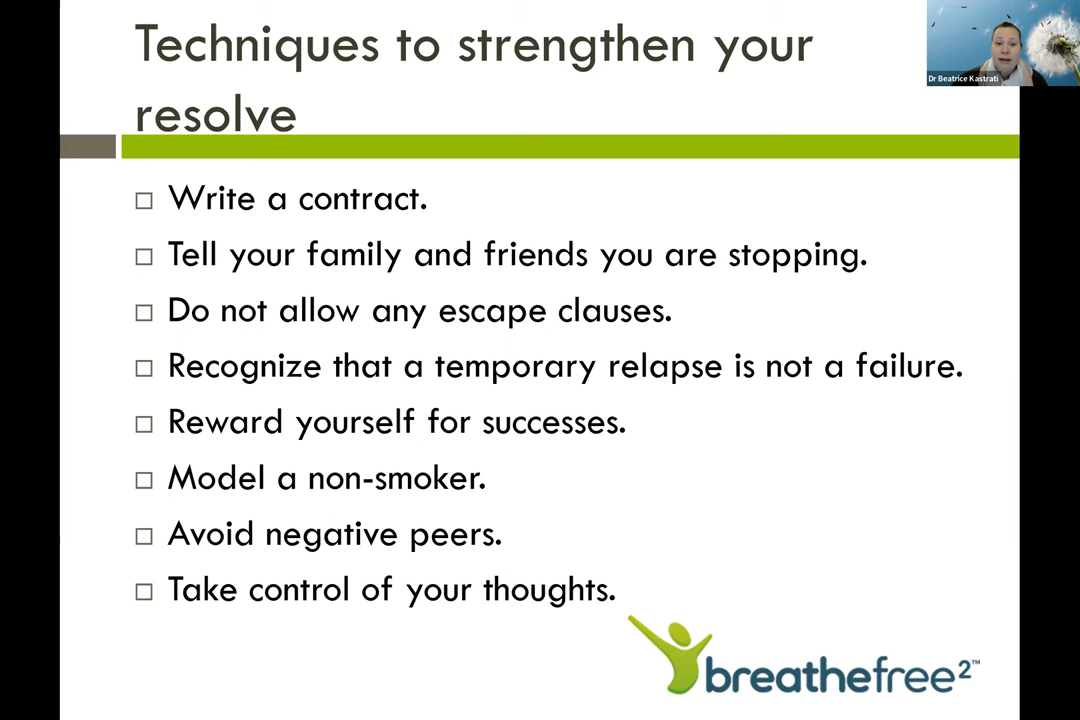 Techniques to strengthen your
resolve
Dr Beatrice Kastrati
Write a contract.
Tell your family and friends you are stopping.
Do not allow any escape clauses.
Recognize that a temporary relapse is not a failure.
Reward yourself for successes.
Model a non-smoker.
Avoid negative peers.
Take control of your thoughts.
breathefree2™